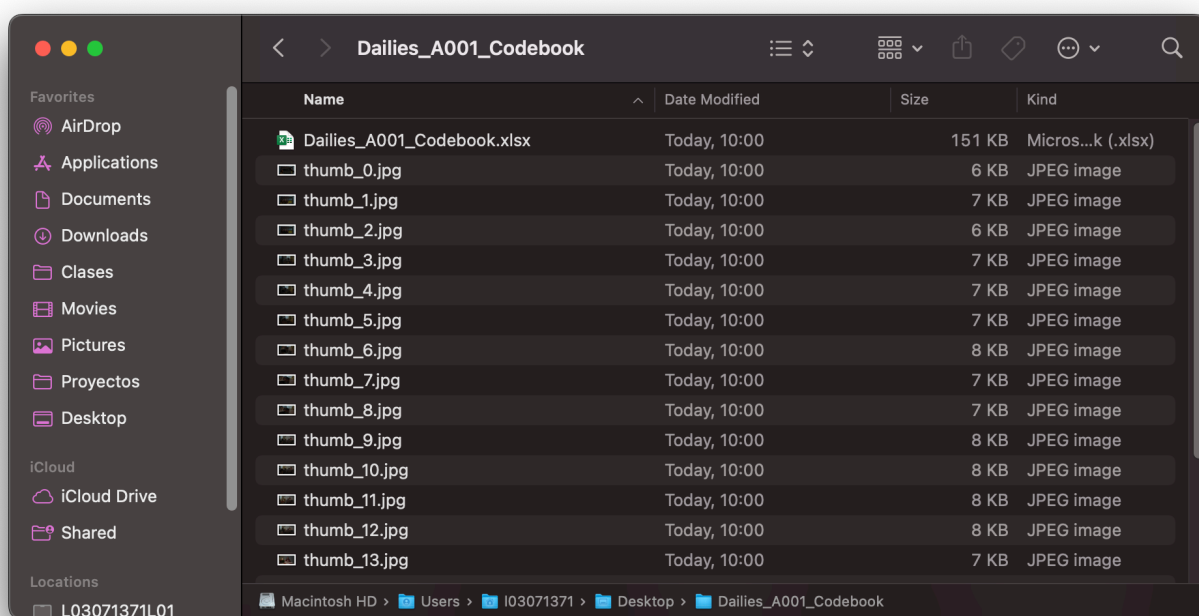 Dailies_A001_Codebook
Favorites
AirDrop
Applications
Documents
Downloads
Clases
Movies
Pictures
Proyectos
Desktop
iCloud
iCloud Drive
Shared
Locations
L03071371L01
Name Date Modified Size Kind
Dailies_A001_Codebook.xlsx Today, 10:00 151 KB Micros...k (.xlsx)
thumb_0.jpg Today, 10:00 6 KB JPEG image
thumb_1.jpg Today, 10:00 7 KB JPEG image
thumb_2.jpg Today, 10:00 6 KB JPEG image
thumb_3.jpg Today, 10:00 7 KB JPEG image
thumb_4.jpg Today, 10:00 7 KB JPEG image
thumb_5.jpg Today, 10:00 7 KB JPEG image
thumb_6.jpg Today, 10:00 8 KB JPEG image
thumb_7.jpg Today, 10:00 7 KB JPEG image
thumb_8.jpg Today, 10:00 7 KB JPEG image
thumb_9.jpg Today, 10:00 8 KB JPEG image
thumb_10.jpg Today, 10:00 8 KB JPEG image
thumb_11.jpg Today, 10:00 8 KB JPEG image
thumb_12.jpg Today, 10:00 8 KB JPEG image
thumb_13.jpg Today, 10:00 7 KB JPEG image
Macintosh HD › Users › l03071371 › Desktop › Dailies_A001_Codebook